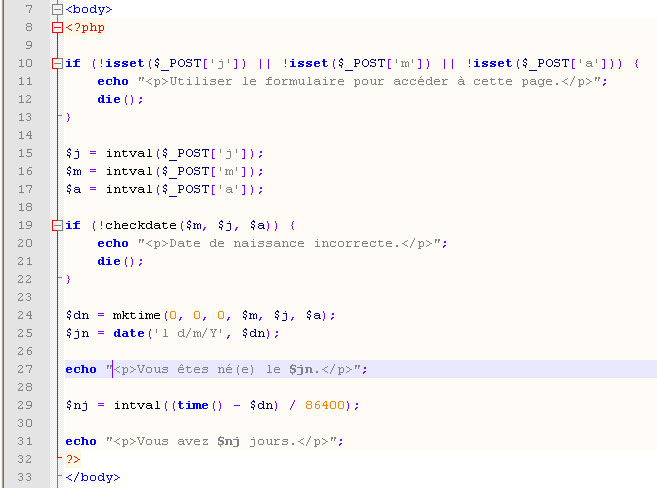 7 <body>
8 <?php
9
10 if (!isset($_POST['j']) || !isset($_POST['m']) || !isset($_POST['a'])) {
11     echo "<p>Utiliser le formulaire pour accéder à cette page.</p>";
12     die();
13 }
14
15 $j = intval($_POST['j']);
16 $m = intval($_POST['m']);
17 $a = intval($_POST['a']);
18
19 if (!checkdate($m, $j, $a)) {
20     echo "<p>Date de naissance incorrecte.</p>";
21     die();
22 }
23
24 $dn = mktime(0, 0, 0, $m, $j, $a);
25 $jn = date('l d/m/Y', $dn);
26
27 echo "<p>Vous êtes né(e) le $jn.</p>";
28
29 $nj = intval((time() - $dn) / 86400);
30
31 echo "<p>Vous avez $nj jours.</p>";
32 ?>
33 </body>